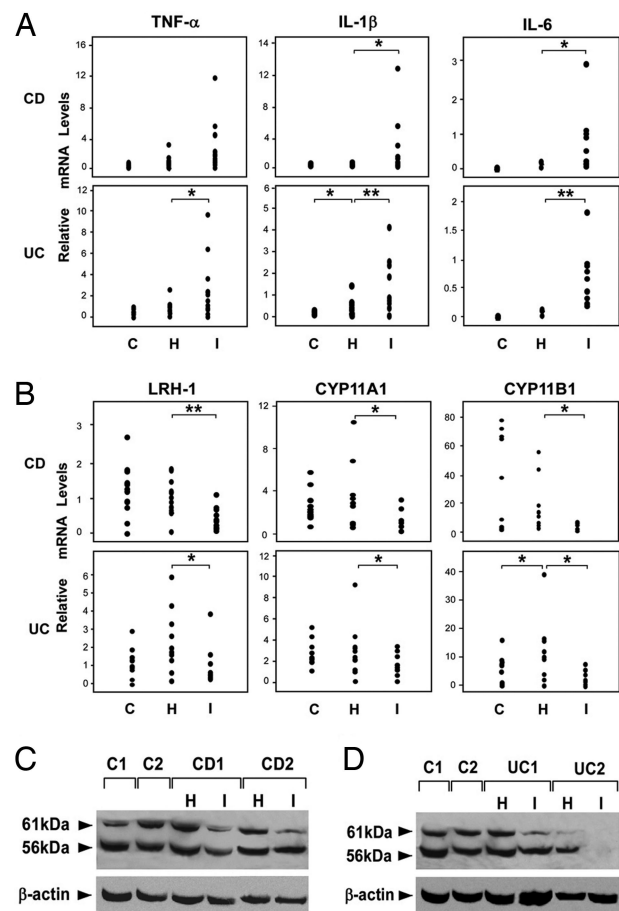 A
TNF-α IL-1β IL-6
CD
UC
Relative mRNA Levels
16 12 8 4 0
14 12 8 4 0
3 2 1 0
* *
12 10 8 6 4 2 0
6 5 4 3 2 1 0
2.0 1.5 1.0 0.5 0
* * ** **
C H I C H I C H I
B
LRH-1 CYP11A1 CYP11B1
CD
UC
Relative mRNA Levels
3 2 1 0
12 8 4 0
80 60 40 20 0
** * *
6 5 4 3 2 1 0
12 10 8 6 4 2 0
40 30 20 10 0
* * * *
C H I C H I C H I
C
C1 C2 CD1 CD2
H I H I
61kDa
56kDa
β-actin
D
C1 C2 UC1 UC2
H I H I
61kDa
56kDa
β-actin